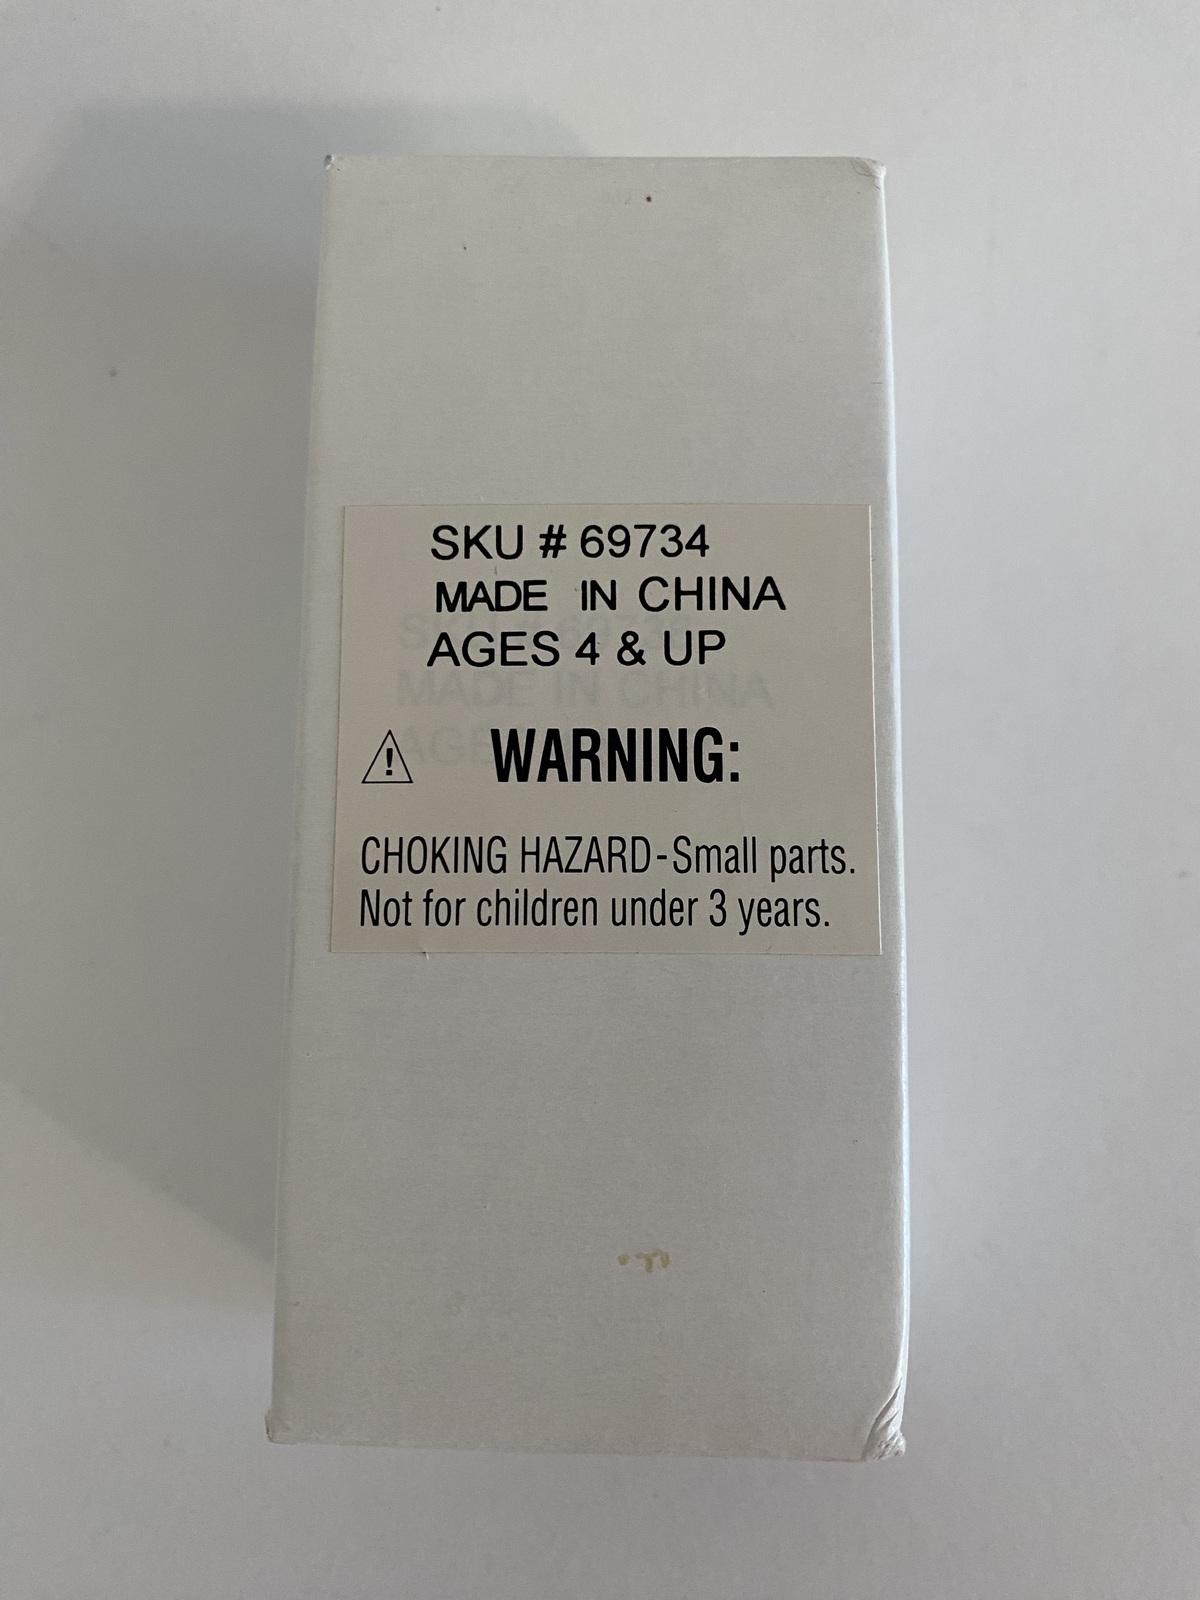 SKU # 69734
MADE IN CHINA
AGES 4 & UP
WARNING:
CHOKING HAZARD-Small parts.
Not for children under 3 years.